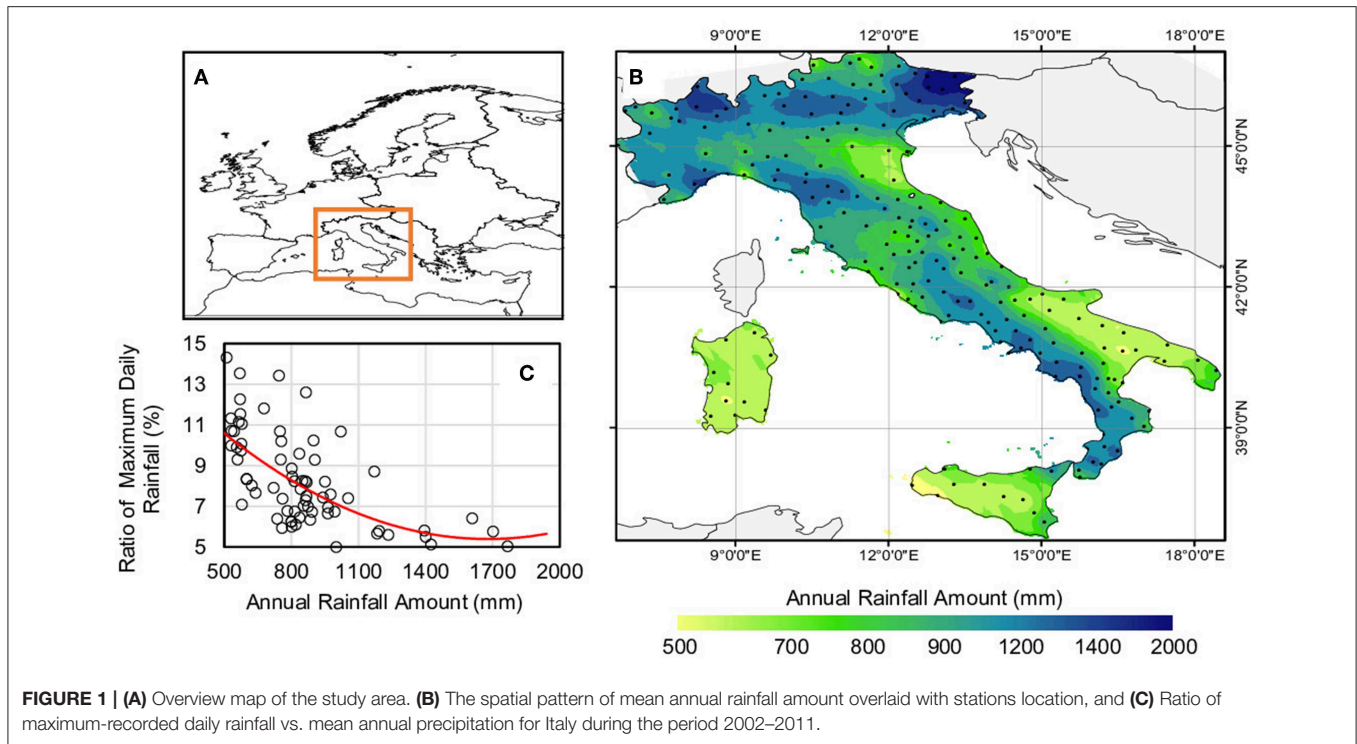 A
B
9°0'0"E 12°0'0"E 15°0'0"E 18°0'0"E
45°0'0"N
42°0'0"N
39°0'0"N
9°0'0"E 12°0'0"E 15°0'0"E 18°0'0"E
Annual Rainfall Amount (mm)
500 700 800 900 1200 1400 2000
C
Ratio of Maximum Daily
Rainfall (%)
15
13
11
9
7
5
500 800 1100 1400 1700 2000
Annual Rainfall Amount (mm)
FIGURE 1 | (A) Overview map of the study area. (B) The spatial pattern of mean annual rainfall amount overlaid with stations location, and (C) Ratio of
maximum-recorded daily rainfall vs. mean annual precipitation for Italy during the period 2002–2011.